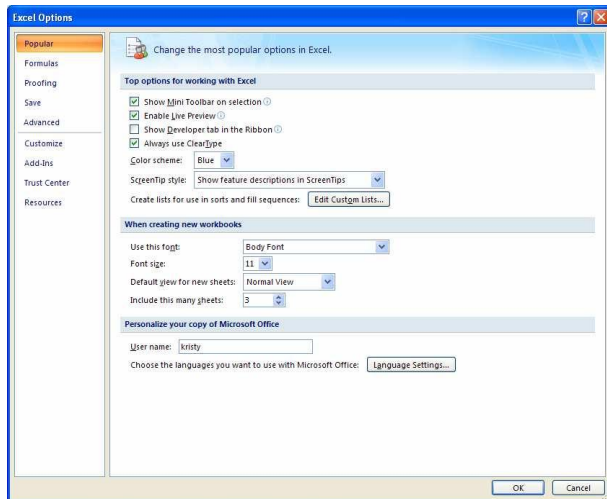 Excel Options
Popular
Formulas
Proofing
Save
Advanced
Customize
Add-Ins
Trust Center
Resources
Change the most popular options in Excel.
Top options for working with Excel
Show Mini Toolbar on selection
Enable Live Preview
Show Developer tab in the Ribbon
Always use ClearType
Color scheme: Blue
ScreenTip style: Show feature descriptions in ScreenTips
Create lists for use in sorts and fill sequences: Edit Custom Lists...
When creating new workbooks
Use this font: Body Font
Font size: 11
Default view for new sheets: Normal View
Include this many sheets: 3
Personalize your copy of Microsoft Office
User name: kristy
Choose the languages you want to use with Microsoft Office: Language Settings...
OK Cancel